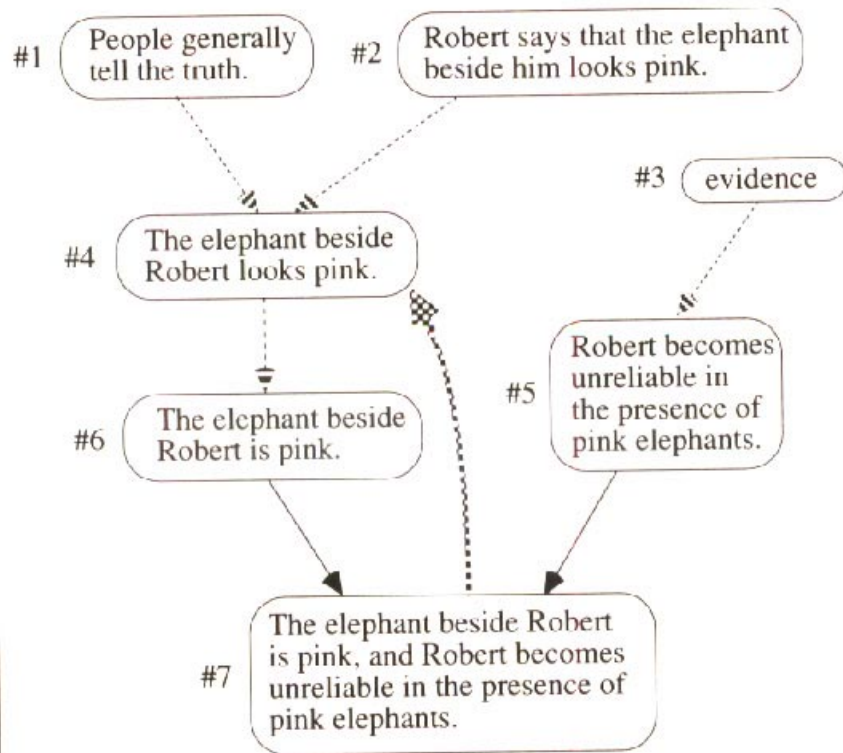 #1
People generally
tell the truth.
#2
Robert says that the elephant
beside him looks pink.
#3
evidence
#4
The elephant beside
Robert looks pink.
#5
Robert becomes
unreliable in
the presence of
pink elephants.
#6
The elephant beside
Robert is pink.
#7
The elephant beside Robert
is pink, and Robert becomes
unreliable in the presence of
pink elephants.